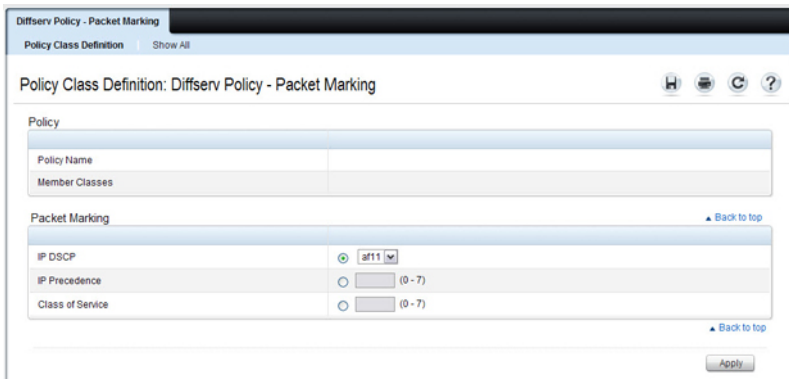 Diffserv Policy - Packet Marking
Policy Class Definition Show All
Policy Class Definition: Diffserv Policy - Packet Marking
?
Policy
Policy Name
Member Classes
Packet Marking
Back to top
IP DSCP af11
IP Precedence (0 - 7)
Class of Service (0 - 7)
Back to top
Apply